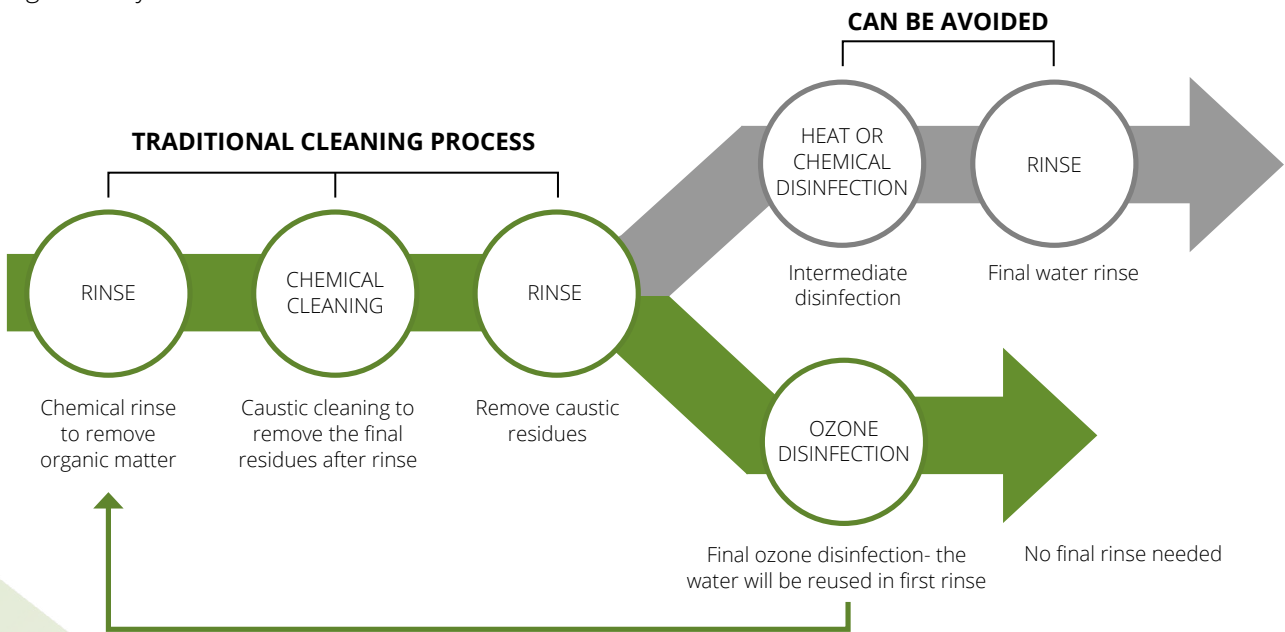 CAN BE AVOIDED
TRADITIONAL CLEANING PROCESS
RINSE
CHEMICAL
CLEANING
RINSE
HEAT OR
CHEMICAL
DISINFECTION
RINSE
Chemical rinse
to remove
organic matter
Caustic cleaning to
remove the final
residues after rinse
Remove caustic
residues
Intermediate
disinfection
Final water rinse
OZONE
DISINFECTION
Final ozone disinfection- the
water will be reused in first rinse
No final rinse needed